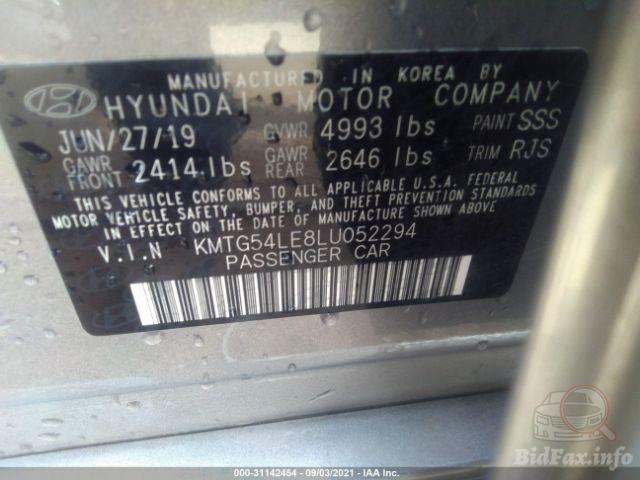 MANUFACTURED IN KOREA BY
HYUNDAI MOTOR COMPANY
JUN/27/19 GVWR 4993 lbs PAINT SSS
GAWR FRONT 2414 lbs GAWR REAR 2646 lbs TRIM RJS
THIS VEHICLE CONFORMS TO ALL APPLICABLE U.S.A. FEDERAL
MOTOR VEHICLE SAFETY, BUMPER, AND THEFT PREVENTION STANDARDS
IN EFFECT ON THE DATE OF MANUFACTURE SHOWN ABOVE.
V.I.N KMTG54LE8LU052294
PASSENGER CAR
BidFax.info
000-31142454 - 09/03/2021 - IAA Inc.